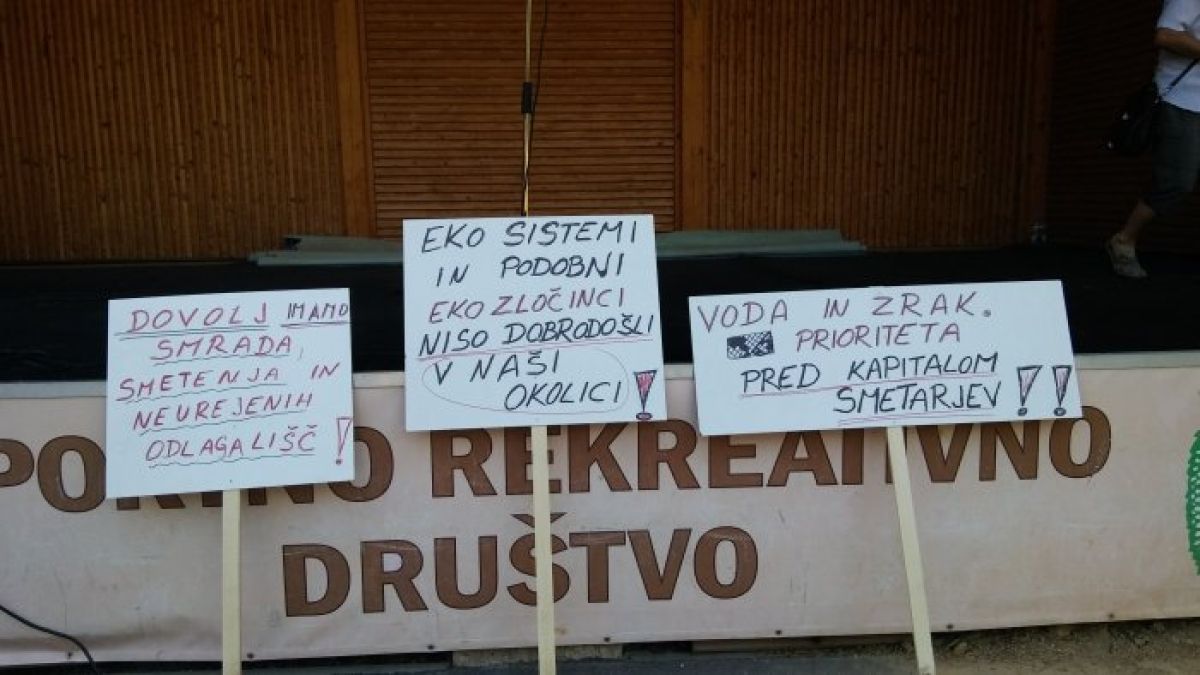 DOVOLJ IMAMO
SMRADA,
SMETENJA IN
NEUREJENIH
ODLAGALIŠČ!
EKO SISTEMI
IN PODOBNI
EKO ZLOČINCI
NISO DOBRODOŠLI
V NAŠI
OKOLICI!
VODA IN ZRAK.
PRIORITETA
PRED KAPITALOM
SMETARJEV!!
REKREATIVNO
DRUŠTVO